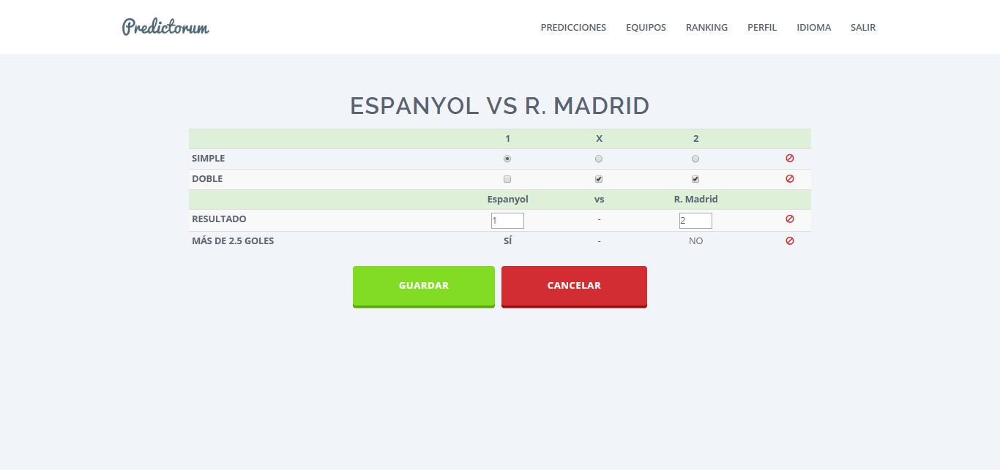 Predictorum PREDICCIONES EQUIPOS RANKING PERFIL IDIOMA SALIR
ESPANYOL VS R. MADRID
1 X 2
SIMPLE
DOBLE
Espanyol vs R. Madrid
RESULTADO 1 - 2
MÁS DE 2.5 GOLES SÍ - NO
GUARDAR CANCELAR